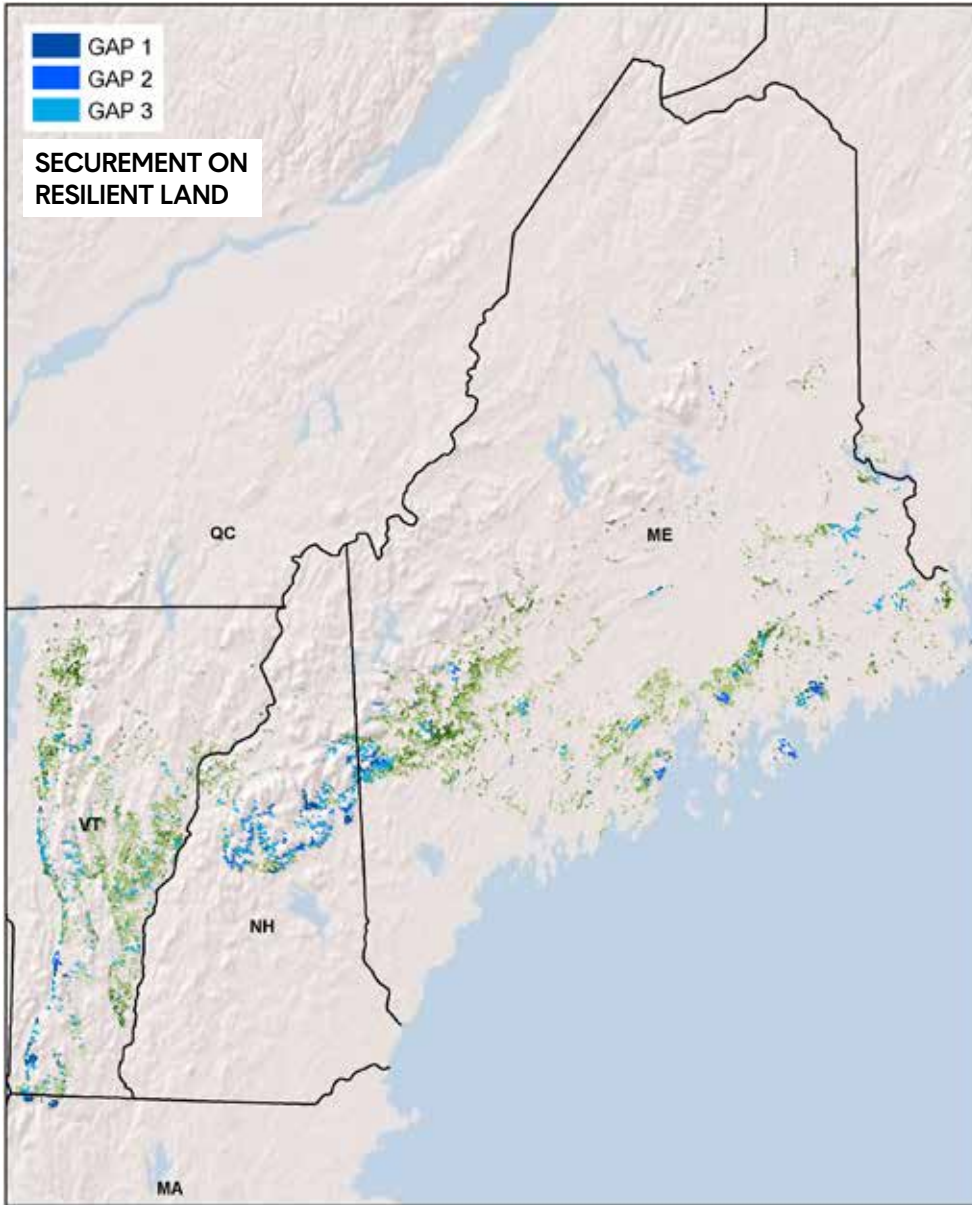 GAP 1
GAP 2
GAP 3
SECUREMENT ON
RESILIENT LAND
QC
ME
VT
NH
MA